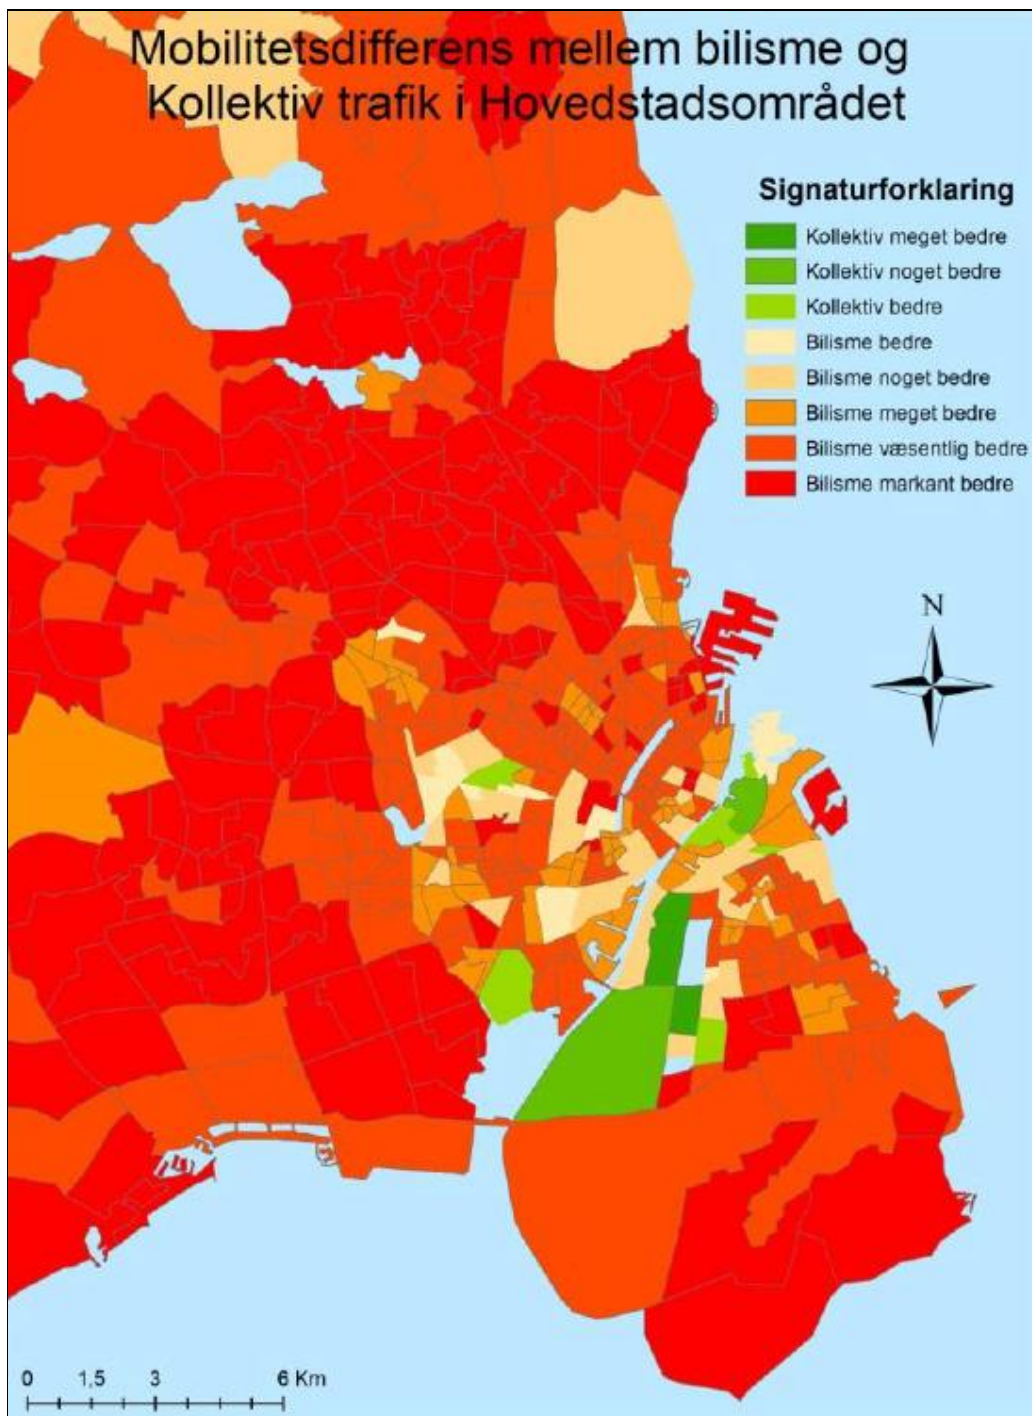 Mobilitetsdifferens mellem bilisme og
Kollektiv trafik i Hovedstadsområdet
Signaturforklaring
Kollektiv meget bedre
Kollektiv noget bedre
Kollektiv bedre
Bilisme bedre
Bilisme noget bedre
Bilisme meget bedre
Bilisme væsentlig bedre
Bilisme markant bedre
N
0 1,5 3 6 Km